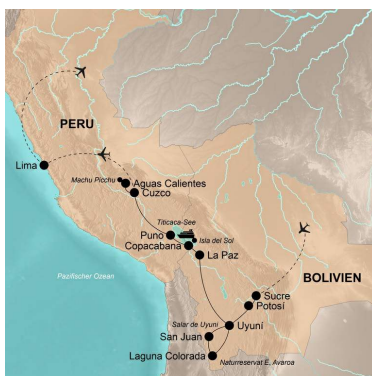 PERU
Lima
Machu Picchu
Aguas Calientes
Cuzco
Titicaca-See
Puno
Isla del Sol
Copacabana
La Paz
Pazifischer Ozean
BOLIVIEN
Sucre
Potosí
Salar de Uyuni
Uyuní
San Juan
Laguna Colorada
Naturreservat E. Avaroa